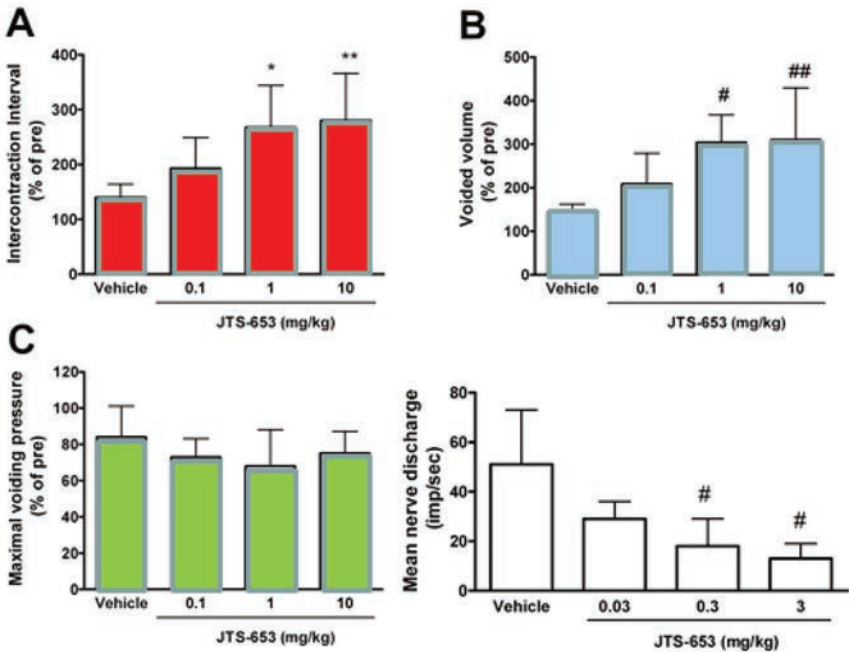 A
Intercontraction Interval
(% of pre)
400
300
200
100
0
*
**
Vehicle
0.1
1
10
JTS-653 (mg/kg)
B
Voided volume
(% of pre)
500
400
300
200
100
0
#
##
Vehicle
0.1
1
10
JTS-653 (mg/kg)
C
Maximal voiding pressure
(% of pre)
120
100
80
60
40
20
0
Vehicle
0.1
1
10
JTS-653 (mg/kg)
Mean nerve discharge
(imp/sec)
80
60
40
20
0
#
#
Vehicle
0.03
0.3
3
JTS-653 (mg/kg)